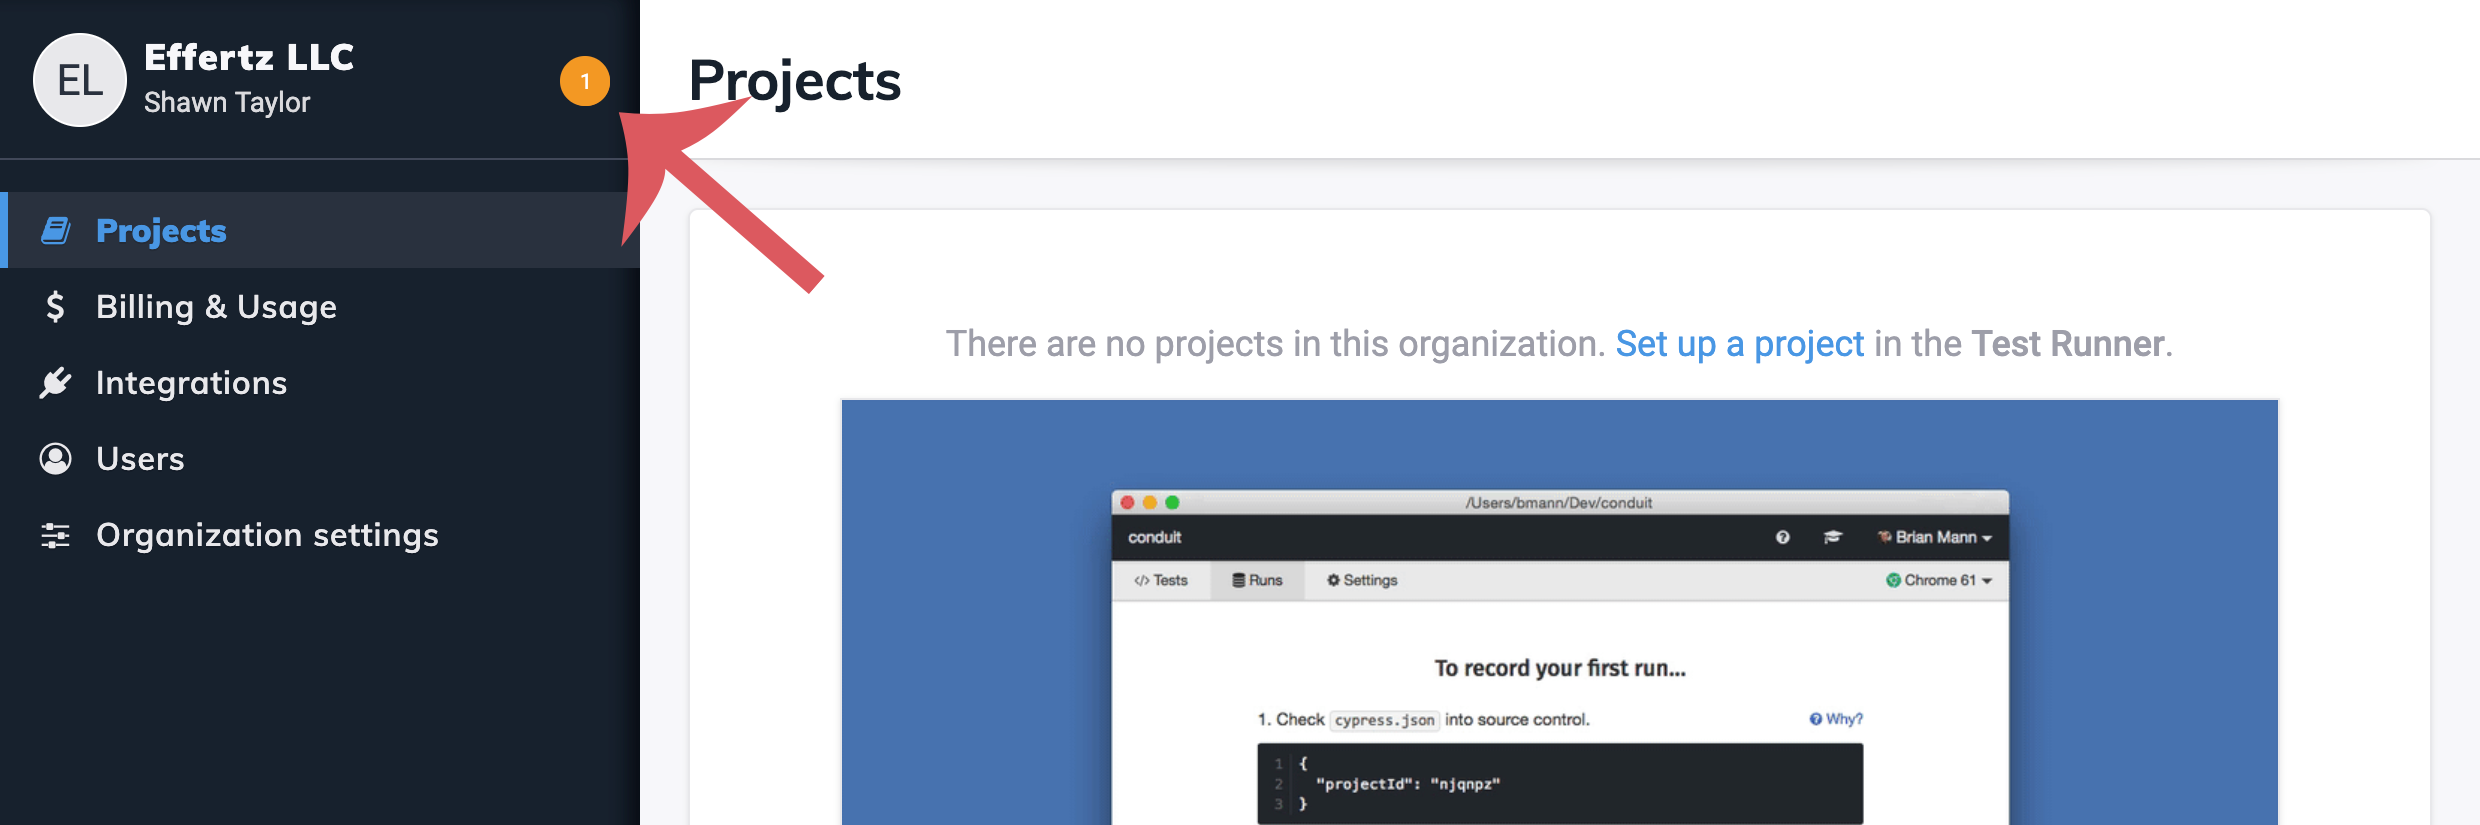 EL
Effertz LLC
Shawn Taylor
1
Projects
Billing & Usage
Integrations
Users
Organization settings
Projects
There are no projects in this organization. Set up a project in the Test Runner.
/Users/bmann/Dev/conduit
conduit
Brian Mann
</> Tests
Runs
Settings
Chrome 61
To record your first run...
1. Check cypress.json into source control.
Why?
1 {
2 "projectId": "njqnpz"
3 }